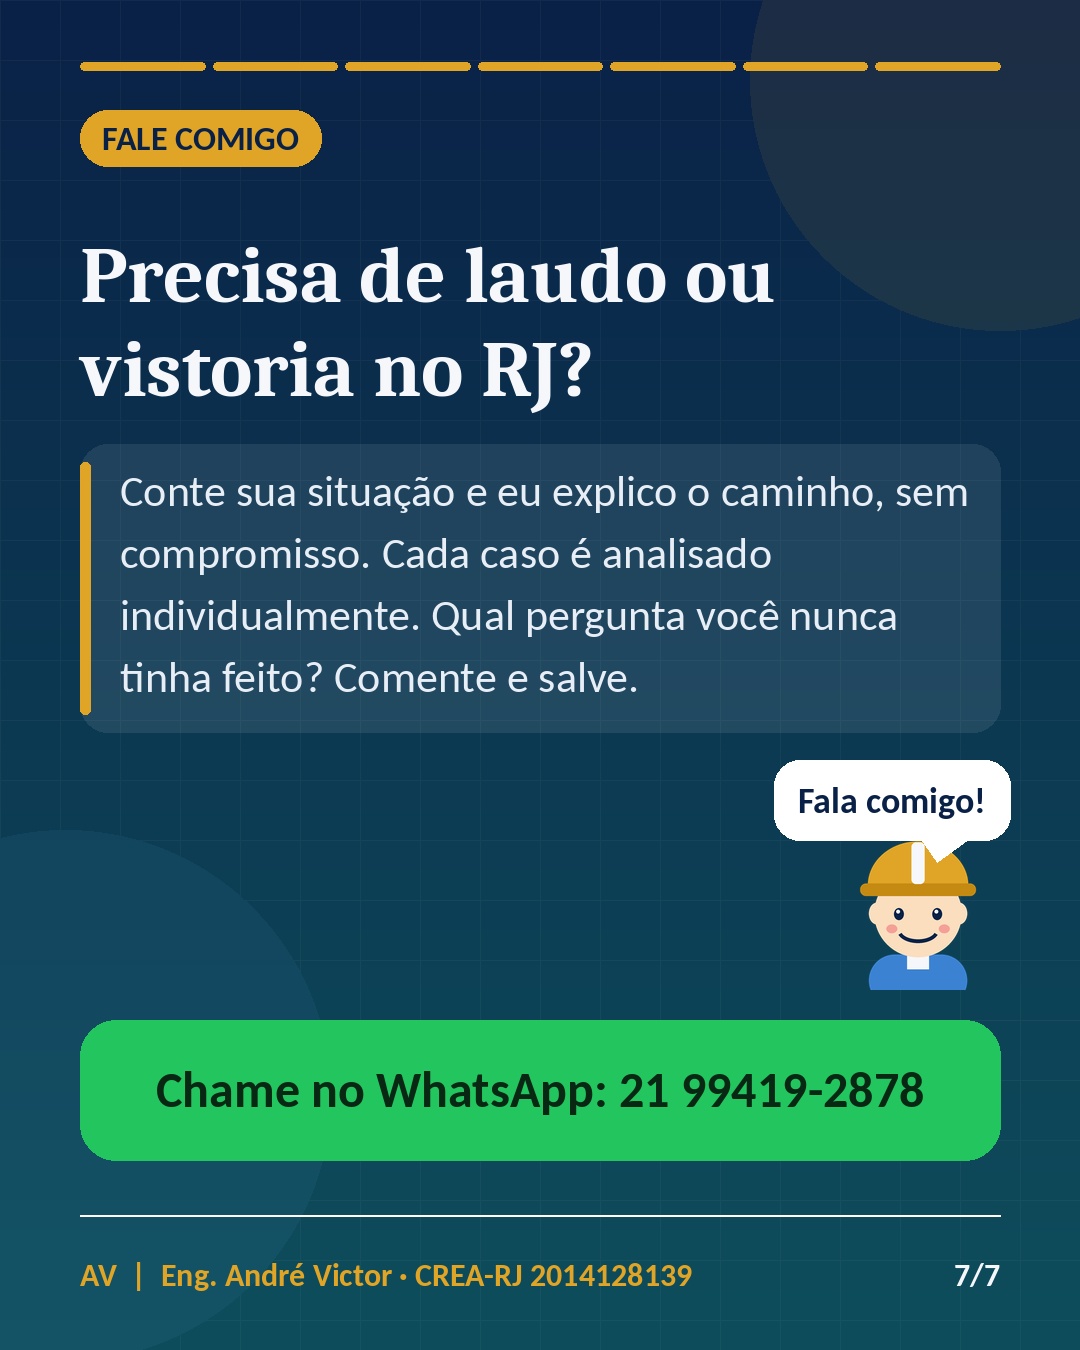 FALE COMIGO
Precisa de laudo ou
vistoria no RJ?
Conte sua situação e eu explico o caminho, sem
compromisso. Cada caso é analisado
individualmente. Qual pergunta você nunca
tinha feito? Comente e salve.
Fala comigo!
Chame no WhatsApp: 21 99419-2878
AV | Eng. André Victor · CREA-RJ 2014128139
7/7